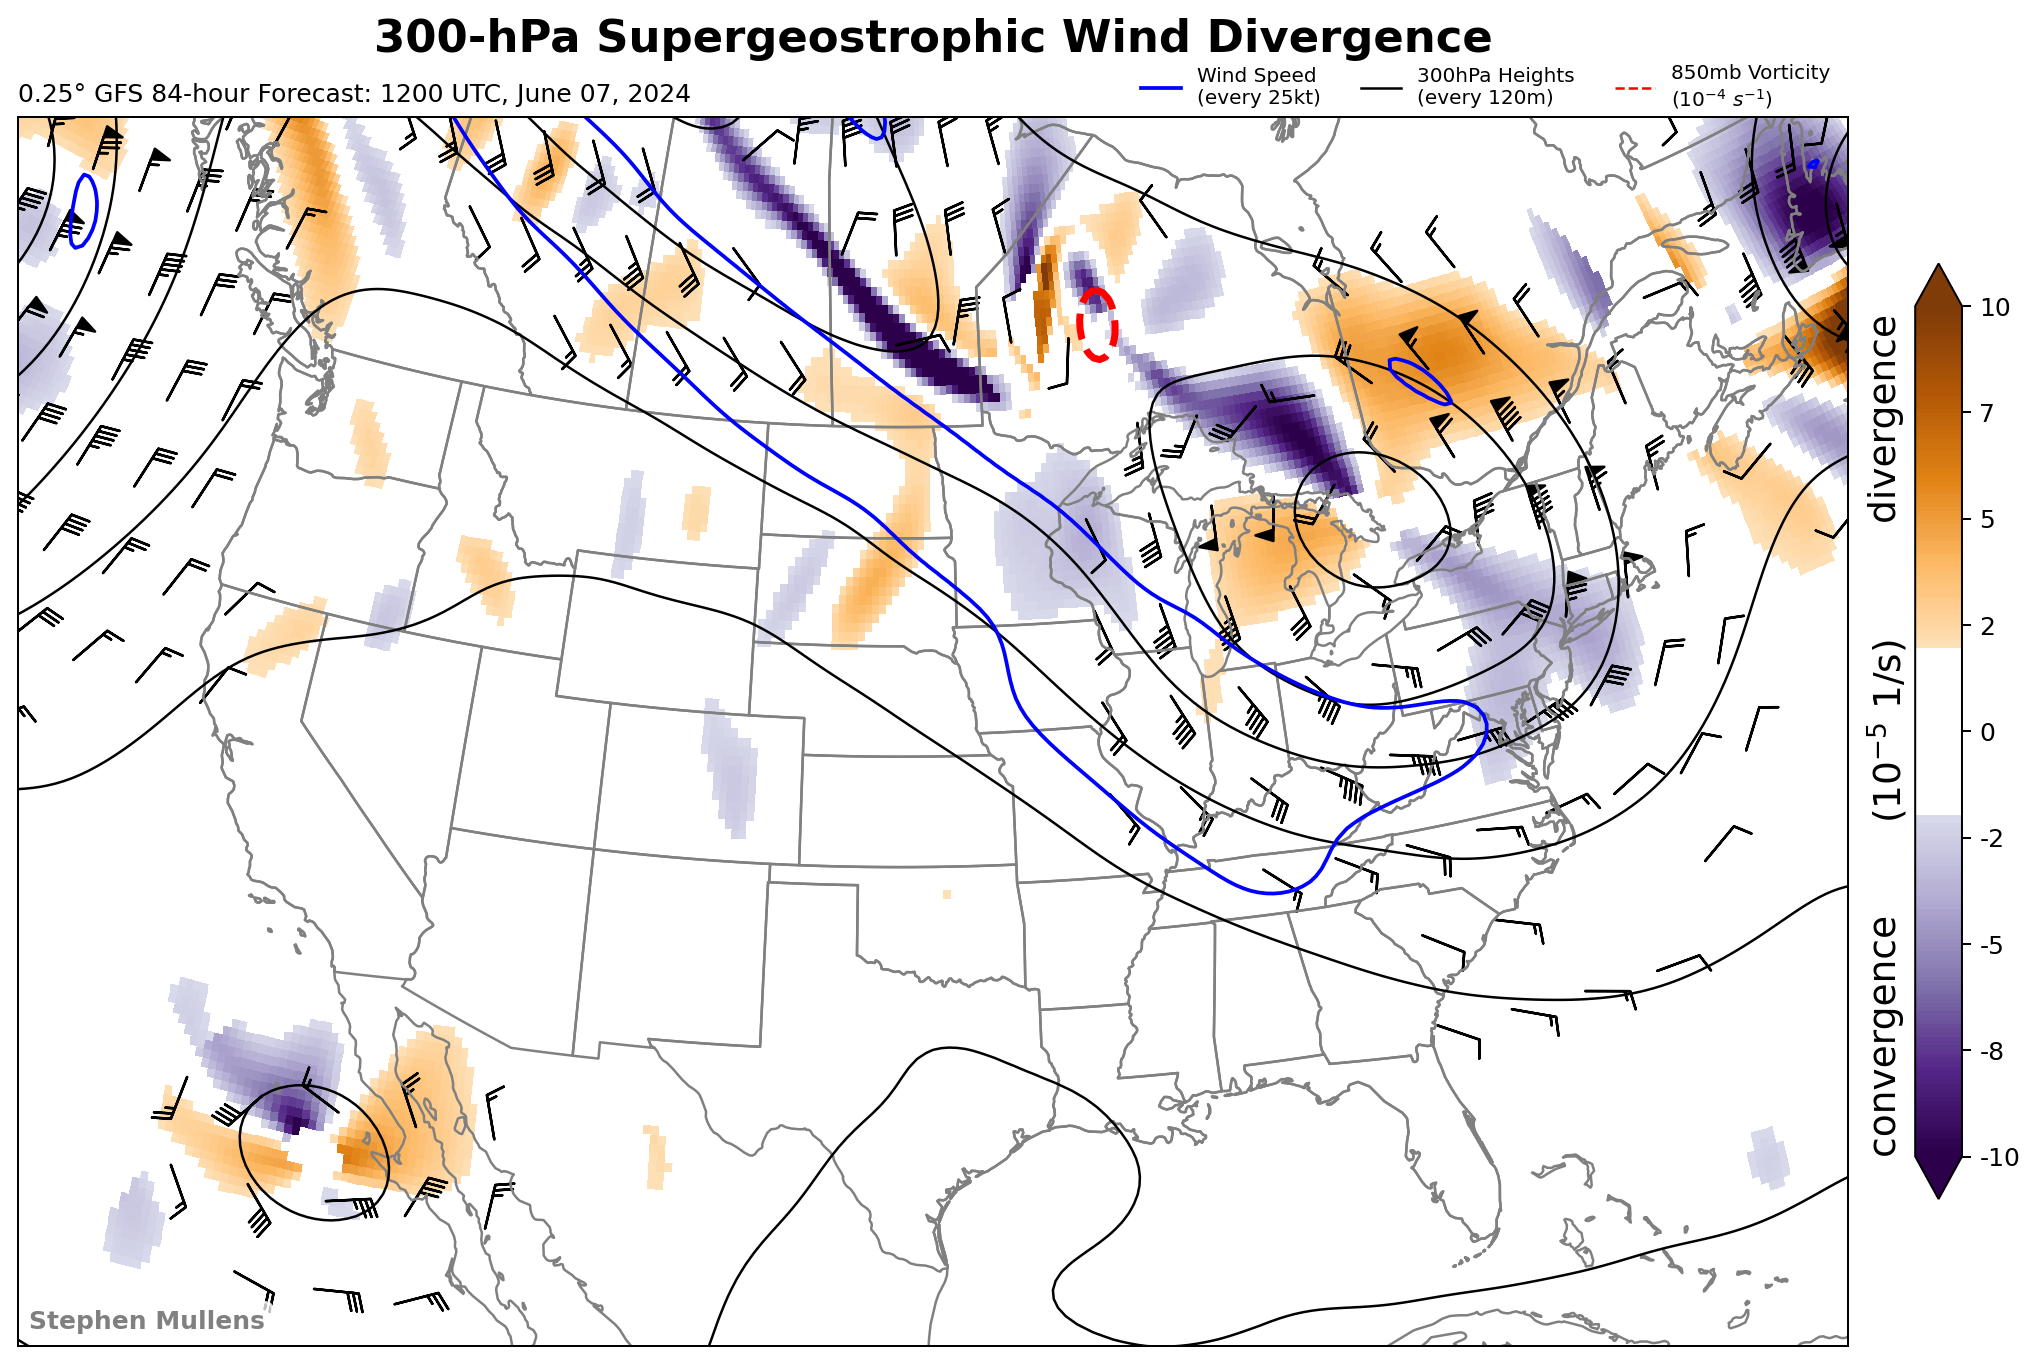 300-hPa Supergeostrophic Wind Divergence
0.25° GFS 84-hour Forecast: 1200 UTC, June 07, 2024
Wind Speed
(every 25kt)
300hPa Heights
(every 120m)
850mb Vorticity
(10⁻⁴ s⁻¹)
10
7
5
2
0
-2
-5
-8
-10
convergence (10⁻⁵ 1/s) divergence
Stephen Mullens